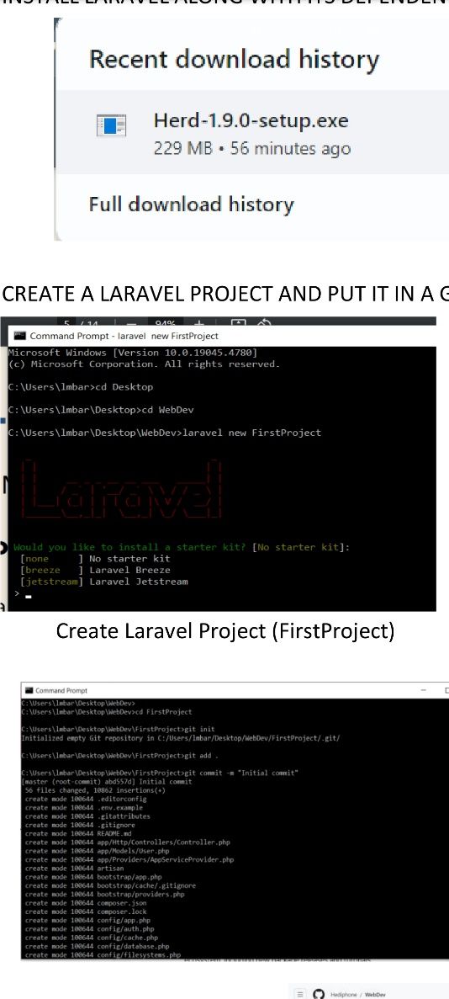 INSTALL LARAVEL ALONG WITH ITS DEPENDEN
Recent download history
Herd-1.9.0-setup.exe
229 MB • 56 minutes ago
Full download history
CREATE A LARAVEL PROJECT AND PUT IT IN A G
5 / 14 — 94% +
Command Prompt - laravel new FirstProject
Microsoft Windows [Version 10.0.19045.4780]
(c) Microsoft Corporation. All rights reserved.
C:\Users\lmbar>cd Desktop
C:\Users\lmbar\Desktop>cd WebDev
C:\Users\lmbar\Desktop\WebDev>laravel new FirstProject
Laravel
Would you like to install a starter kit? [No starter kit]:
[none     ] No starter kit
[breeze   ] Laravel Breeze
[jetstream] Laravel Jetstream
> _
Create Laravel Project (FirstProject)
Command Prompt
C:\Users\lmbar\Desktop\WebDev>
C:\Users\lmbar\Desktop\WebDev>cd FirstProject
C:\Users\lmbar\Desktop\WebDev\FirstProject>git init
Initialized empty Git repository in C:/Users/lmbar/Desktop/WebDev/FirstProject/.git/
C:\Users\lmbar\Desktop\WebDev\FirstProject>git add .
C:\Users\lmbar\Desktop\WebDev\FirstProject>git commit -m "Initial commit"
[master (root-commit) abd557d] Initial commit
56 files changed, 10862 insertions(+)
create mode 100644 .editorconfig
create mode 100644 .env.example
create mode 100644 .gitattributes
create mode 100644 .gitignore
create mode 100644 README.md
create mode 100644 app/Http/Controllers/Controller.php
create mode 100644 app/Models/User.php
create mode 100644 app/Providers/AppServiceProvider.php
create mode 100644 artisan
create mode 100644 bootstrap/app.php
create mode 100644 bootstrap/cache/.gitignore
create mode 100644 bootstrap/providers.php
create mode 100644 composer.json
create mode 100644 composer.lock
create mode 100644 config/app.php
create mode 100644 config/auth.php
create mode 100644 config/cache.php
create mode 100644 config/database.php
create mode 100644 config/filesystems.php
ecosystem, including new package releases and tutorials.
Hediphone / WebDev